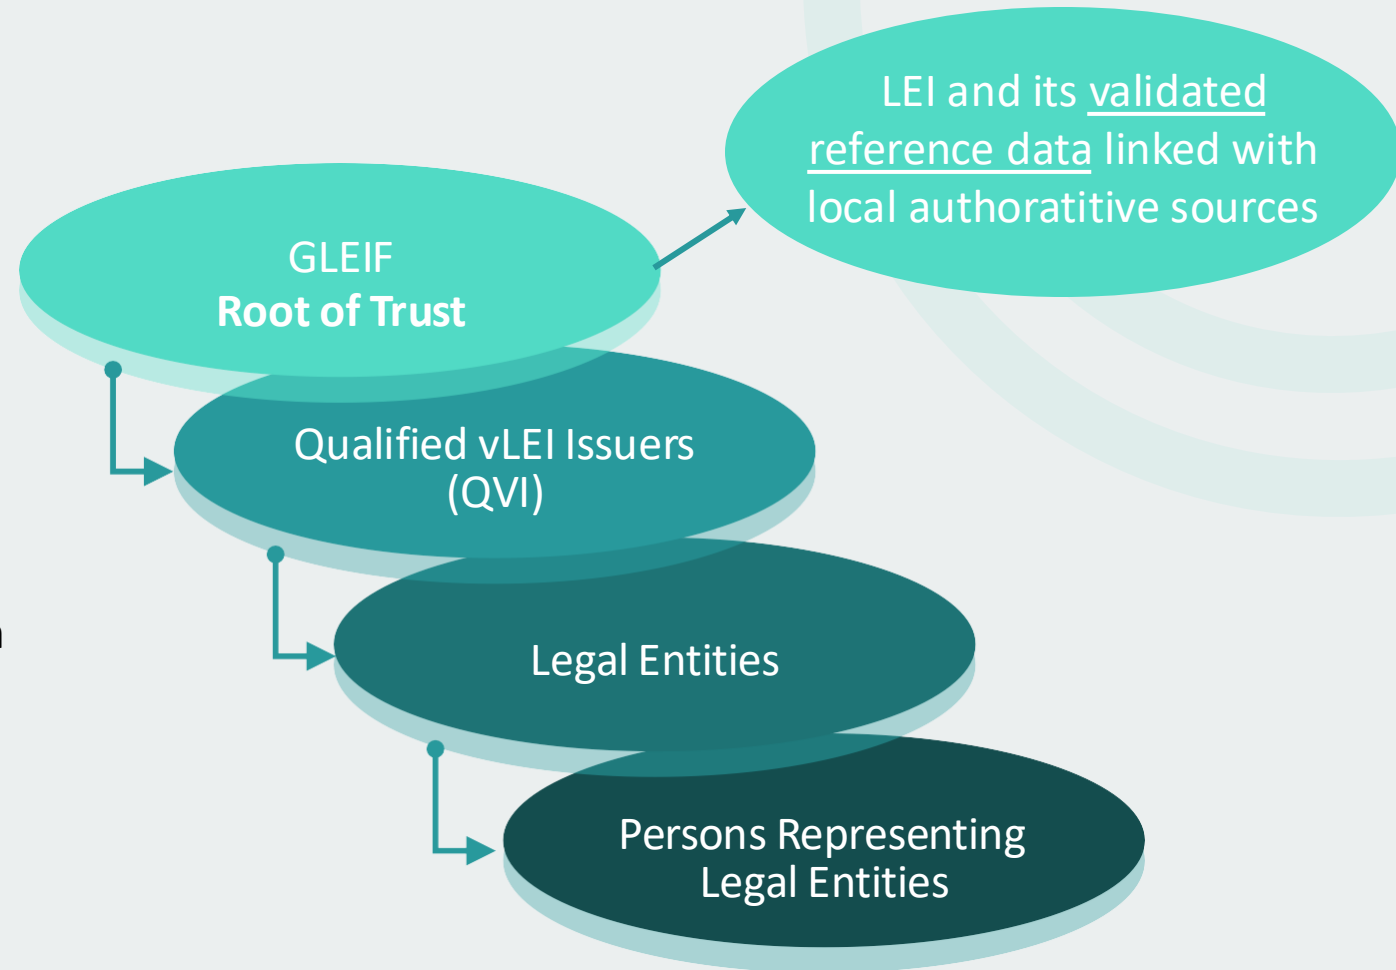 LEI and its validated
reference data linked with
local authoratitive sources
GLEIF
Root of Trust
Qualified vLEI Issuers
(QVI)
Legal Entities
Persons Representing
Legal Entities